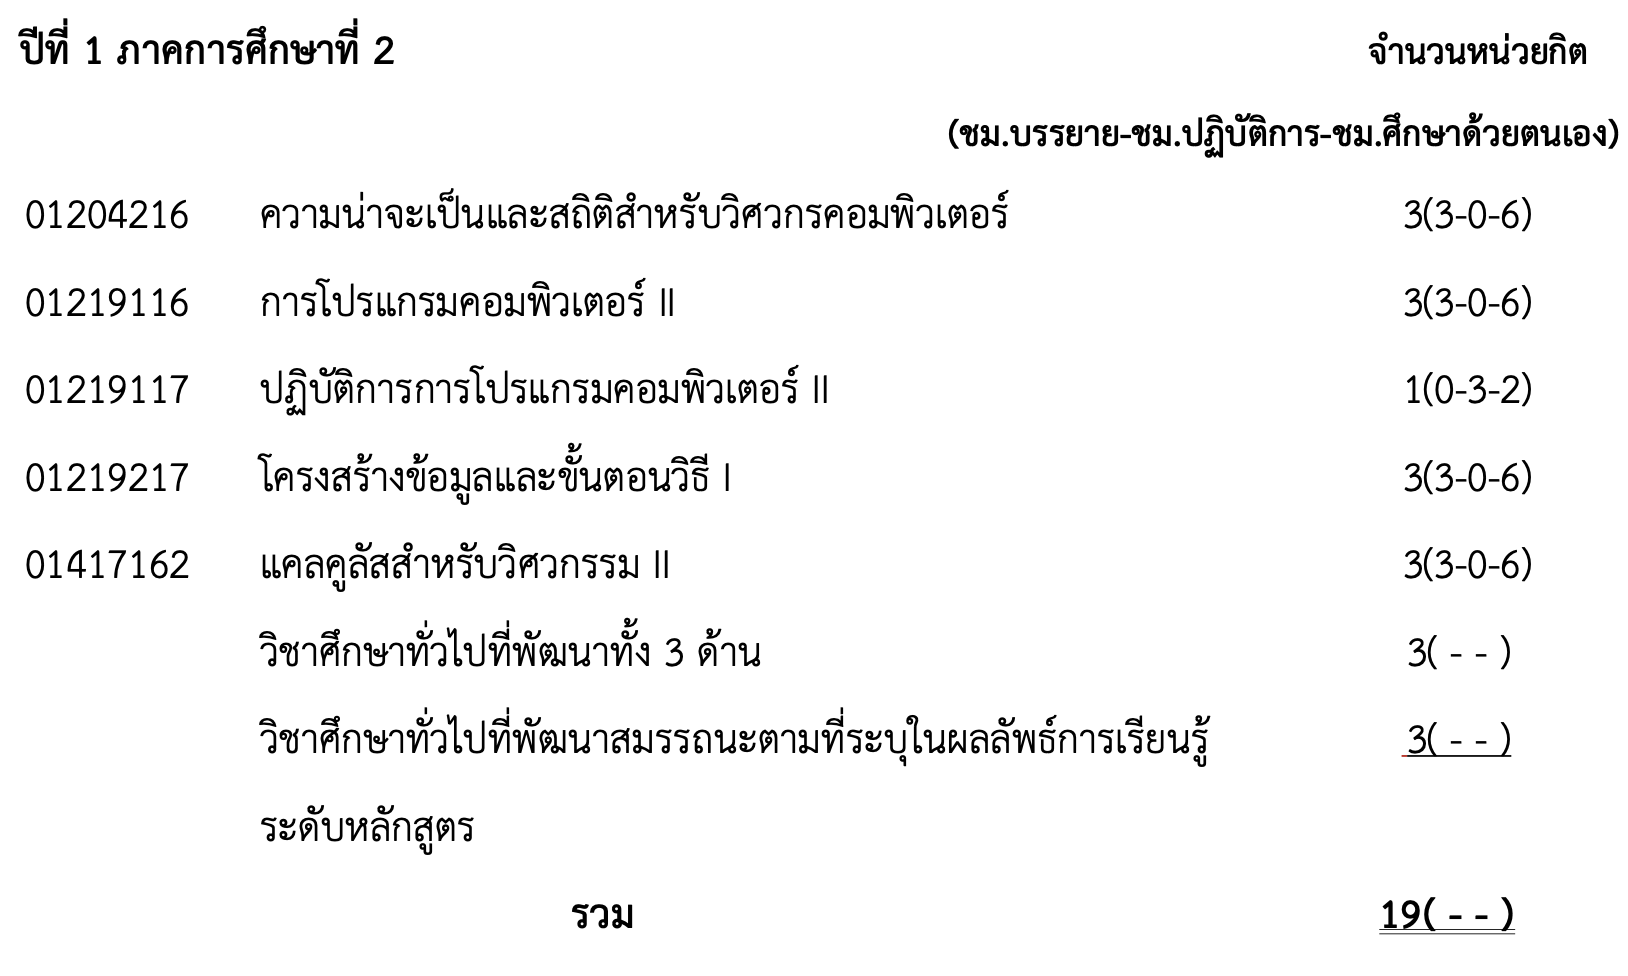 ปีที่ 1 ภาคการศึกษาที่ 2 จำนวนหน่วยกิต
(ชม.บรรยาย-ชม.ปฏิบัติการ-ชม.ศึกษาด้วยตนเอง)
01204216 ความน่าจะเป็นและสถิติสำหรับวิศวกรคอมพิวเตอร์ 3(3-0-6)
01219116 การโปรแกรมคอมพิวเตอร์ II 3(3-0-6)
01219117 ปฏิบัติการการโปรแกรมคอมพิวเตอร์ II 1(0-3-2)
01219217 โครงสร้างข้อมูลและขั้นตอนวิธี I 3(3-0-6)
01417162 แคลคูลัสสำหรับวิศวกรรม II 3(3-0-6)
วิชาศึกษาทั่วไปที่พัฒนาทั้ง 3 ด้าน 3( - - )
วิชาศึกษาทั่วไปที่พัฒนาสมรรถนะตามที่ระบุในผลลัพธ์การเรียนรู้ 3( - - )
ระดับหลักสูตร
รวม 19( - - )